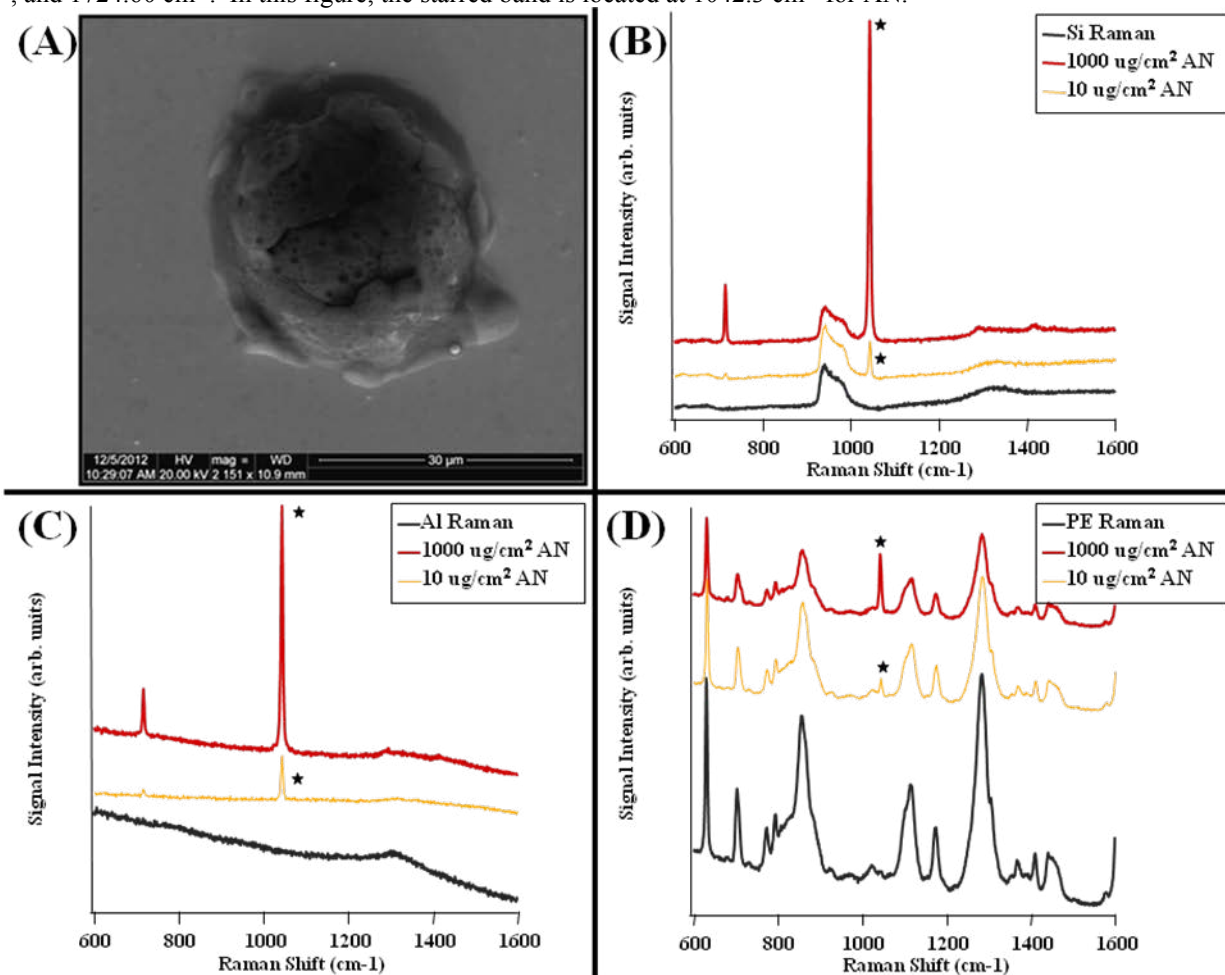 , and 1724.60 cm⁻¹. In this figure, the starred band is located at 1042.5 cm⁻¹ for AN.
(A)
12/5/2012 HV mag = WD 30 µm
10:29:07 AM 20.00 kV 2 151 x 10.9 mm
(B)
★
Si Raman
1000 ug/cm² AN
10 ug/cm² AN
★
Signal Intensity (arb. units)
600 800 1000 1200 1400 1600
Raman Shift (cm-1)
(C)
★
Al Raman
1000 ug/cm² AN
10 ug/cm² AN
★
Signal Intensity (arb. units)
600 800 1000 1200 1400 1600
Raman Shift (cm-1)
(D)
PE Raman
1000 ug/cm² AN
10 ug/cm² AN
★
★
Signal Intensity (arb. units)
600 800 1000 1200 1400 1600
Raman Shift (cm-1)